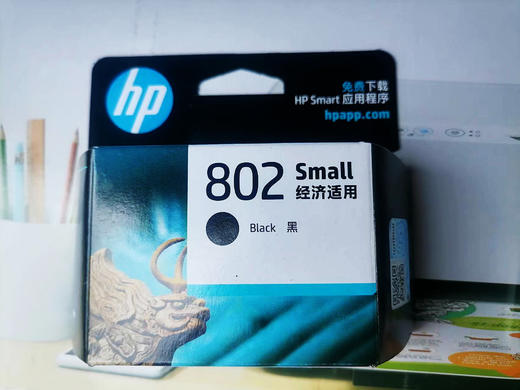 hp
免费下载
HP Smart 应用程序
hpapp.com
802 Small
经济适用
Black 黑